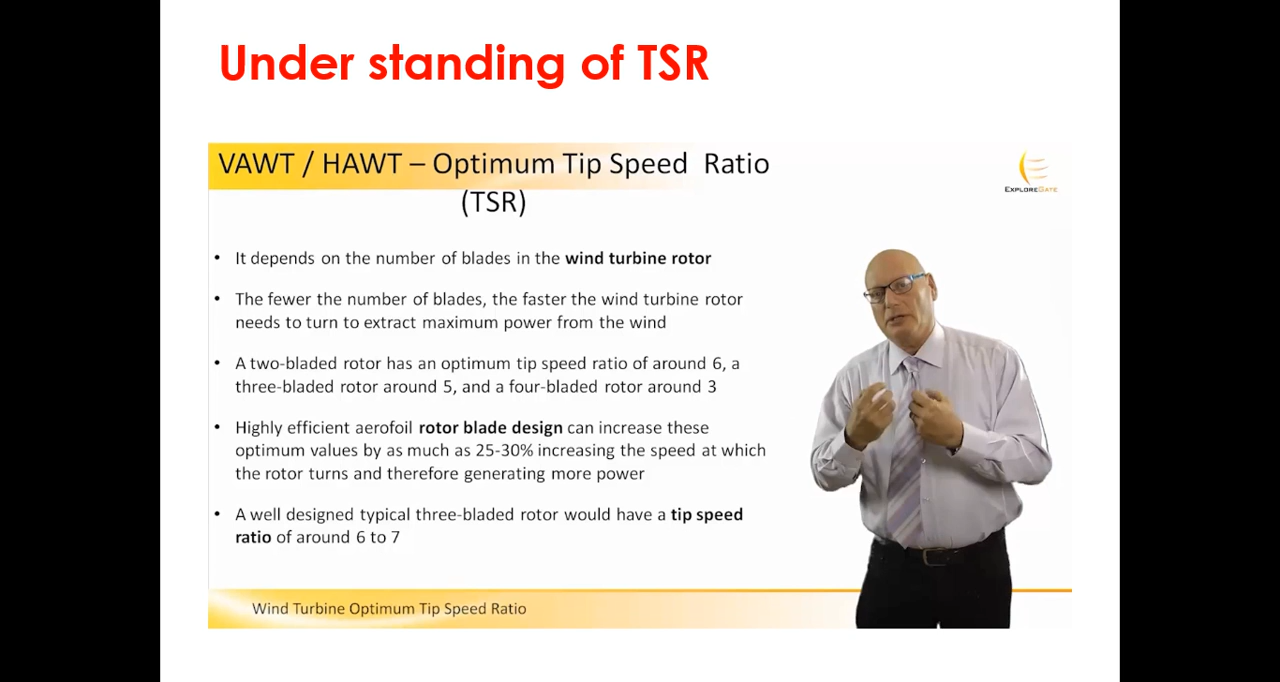 Under standing of TSR
VAWT / HAWT – Optimum Tip Speed Ratio
(TSR)
EXPLOREGATE
• It depends on the number of blades in the wind turbine rotor
• The fewer the number of blades, the faster the wind turbine rotor
needs to turn to extract maximum power from the wind
• A two-bladed rotor has an optimum tip speed ratio of around 6, a
three-bladed rotor around 5, and a four-bladed rotor around 3
• Highly efficient aerofoil rotor blade design can increase these
optimum values by as much as 25-30% increasing the speed at which
the rotor turns and therefore generating more power
• A well designed typical three-bladed rotor would have a tip speed
ratio of around 6 to 7
Wind Turbine Optimum Tip Speed Ratio